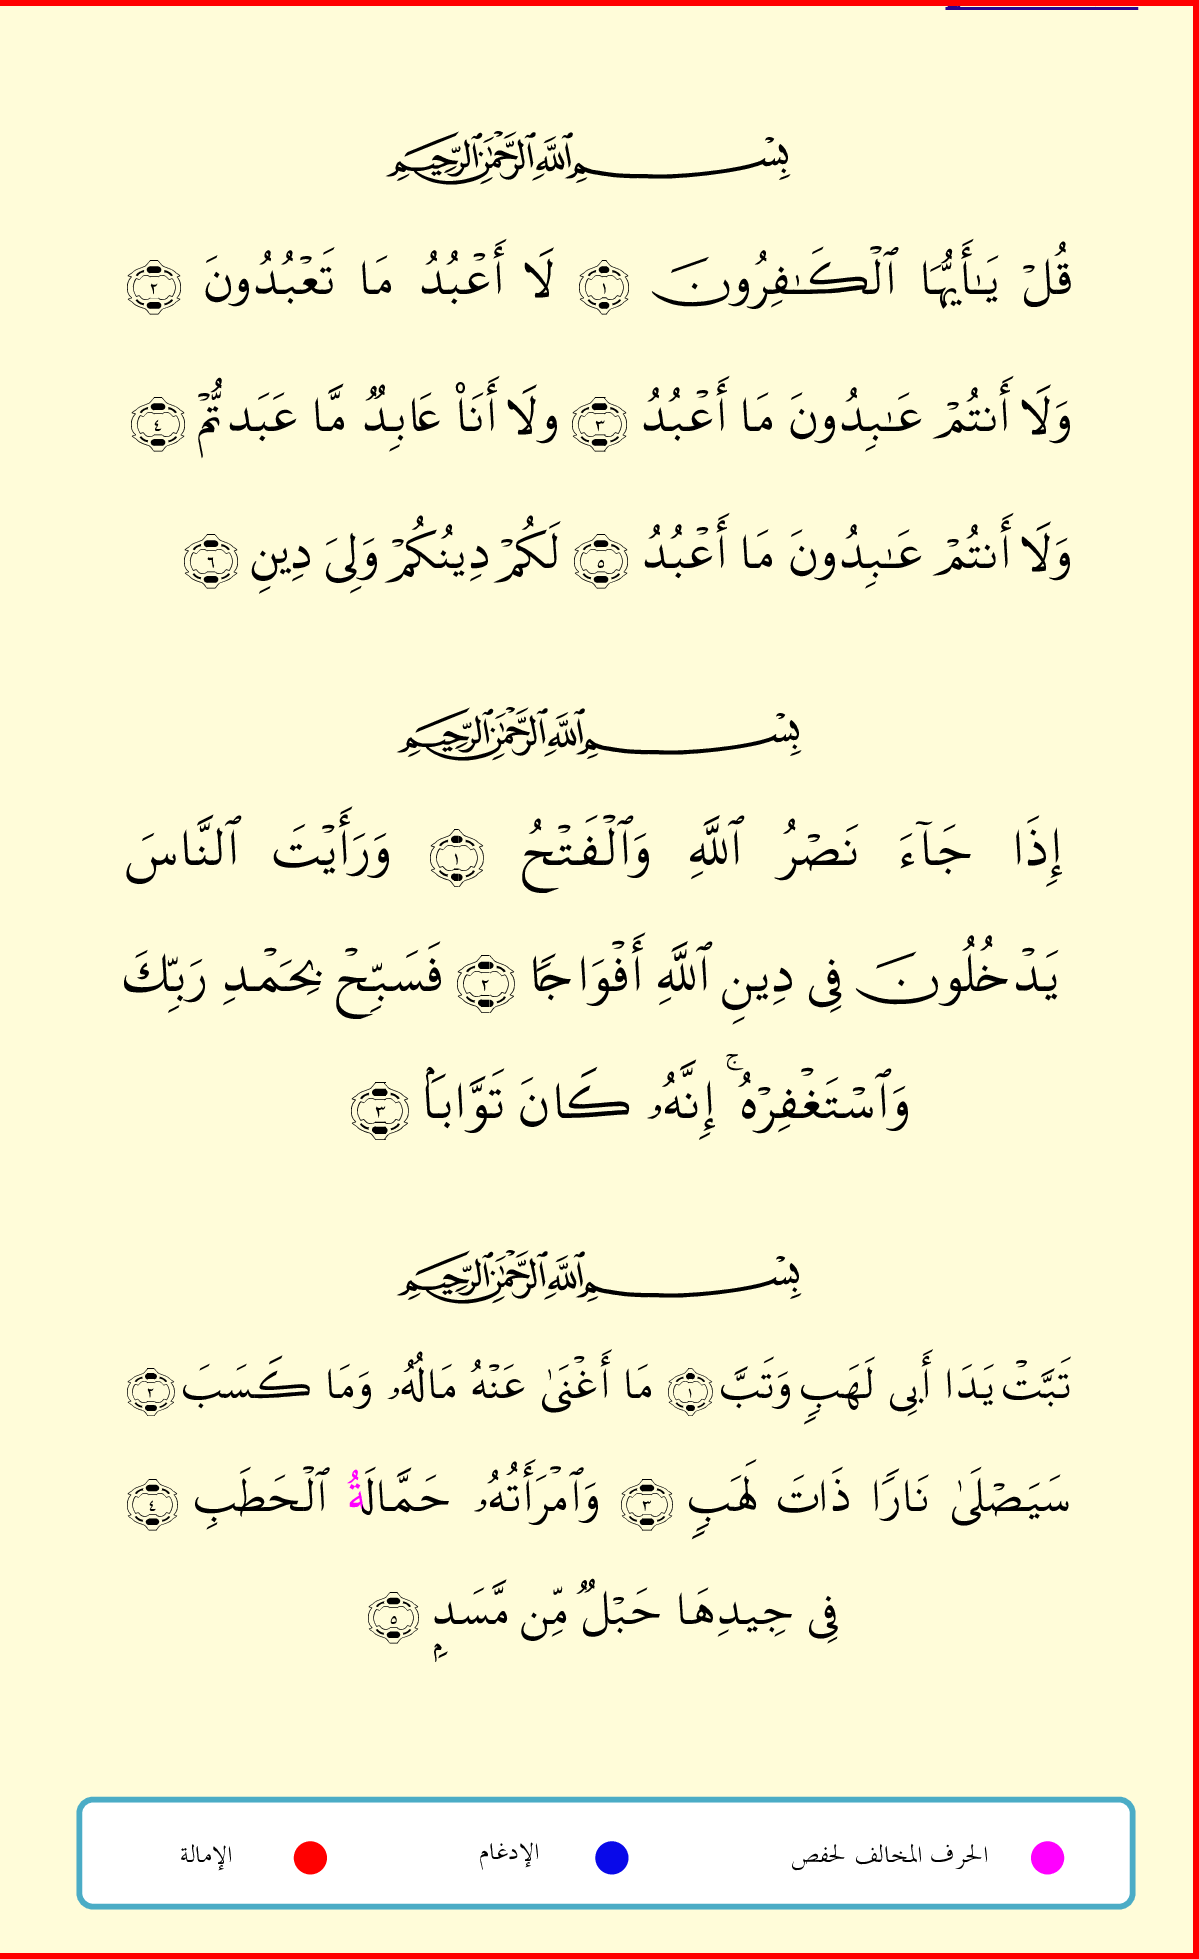 بِسْمِ ٱللَّهِ ٱلرَّحْمَٰنِ ٱلرَّحِيمِ
قُلْ يَـٰٓأَيُّهَا ٱلْكَـٰفِرُونَ ١ لَا أَعْبُدُ مَا تَعْبُدُونَ ٢
وَلَا أَنتُمْ عَـٰبِدُونَ مَا أَعْبُدُ ٣ ولَا أَنَا۠ عَابِدٌ مَّا عَبَدتُّمْ ٤
وَلَا أَنتُمْ عَـٰبِدُونَ مَا أَعْبُدُ ٥ لَكُمْ دِينُكُمْ وَلِىَ دِينِ ٦
بِسْمِ ٱللَّهِ ٱلرَّحْمَٰنِ ٱلرَّحِيمِ
إِذَا جَآءَ نَصْرُ ٱللَّهِ وَٱلْفَتْحُ ١ وَرَأَيْتَ ٱلنَّاسَ
يَدْخُلُونَ فِى دِينِ ٱللَّهِ أَفْوَاجًا ٢ فَسَبِّحْ بِحَمْدِ رَبِّكَ
وَٱسْتَغْفِرْهُ ۚ إِنَّهُۥ كَانَ تَوَّابَۢا ٣
بِسْمِ ٱللَّهِ ٱلرَّحْمَٰنِ ٱلرَّحِيمِ
تَبَّتْ يَدَا أَبِى لَهَبٍ وَتَبَّ ١ مَا أَغْنَىٰ عَنْهُ مَالُهُۥ وَمَا كَسَبَ ٢
سَيَصْلَىٰ نَارًا ذَاتَ لَهَبٍ ٣ وَٱمْرَأَتُهُۥ حَمَّالَةُ ٱلْحَطَبِ ٤
فِى جِيدِهَا حَبْلٌ مِّن مَّسَدِۭ ٥
الحرف المخالف لحفص الإدغام الإمالة